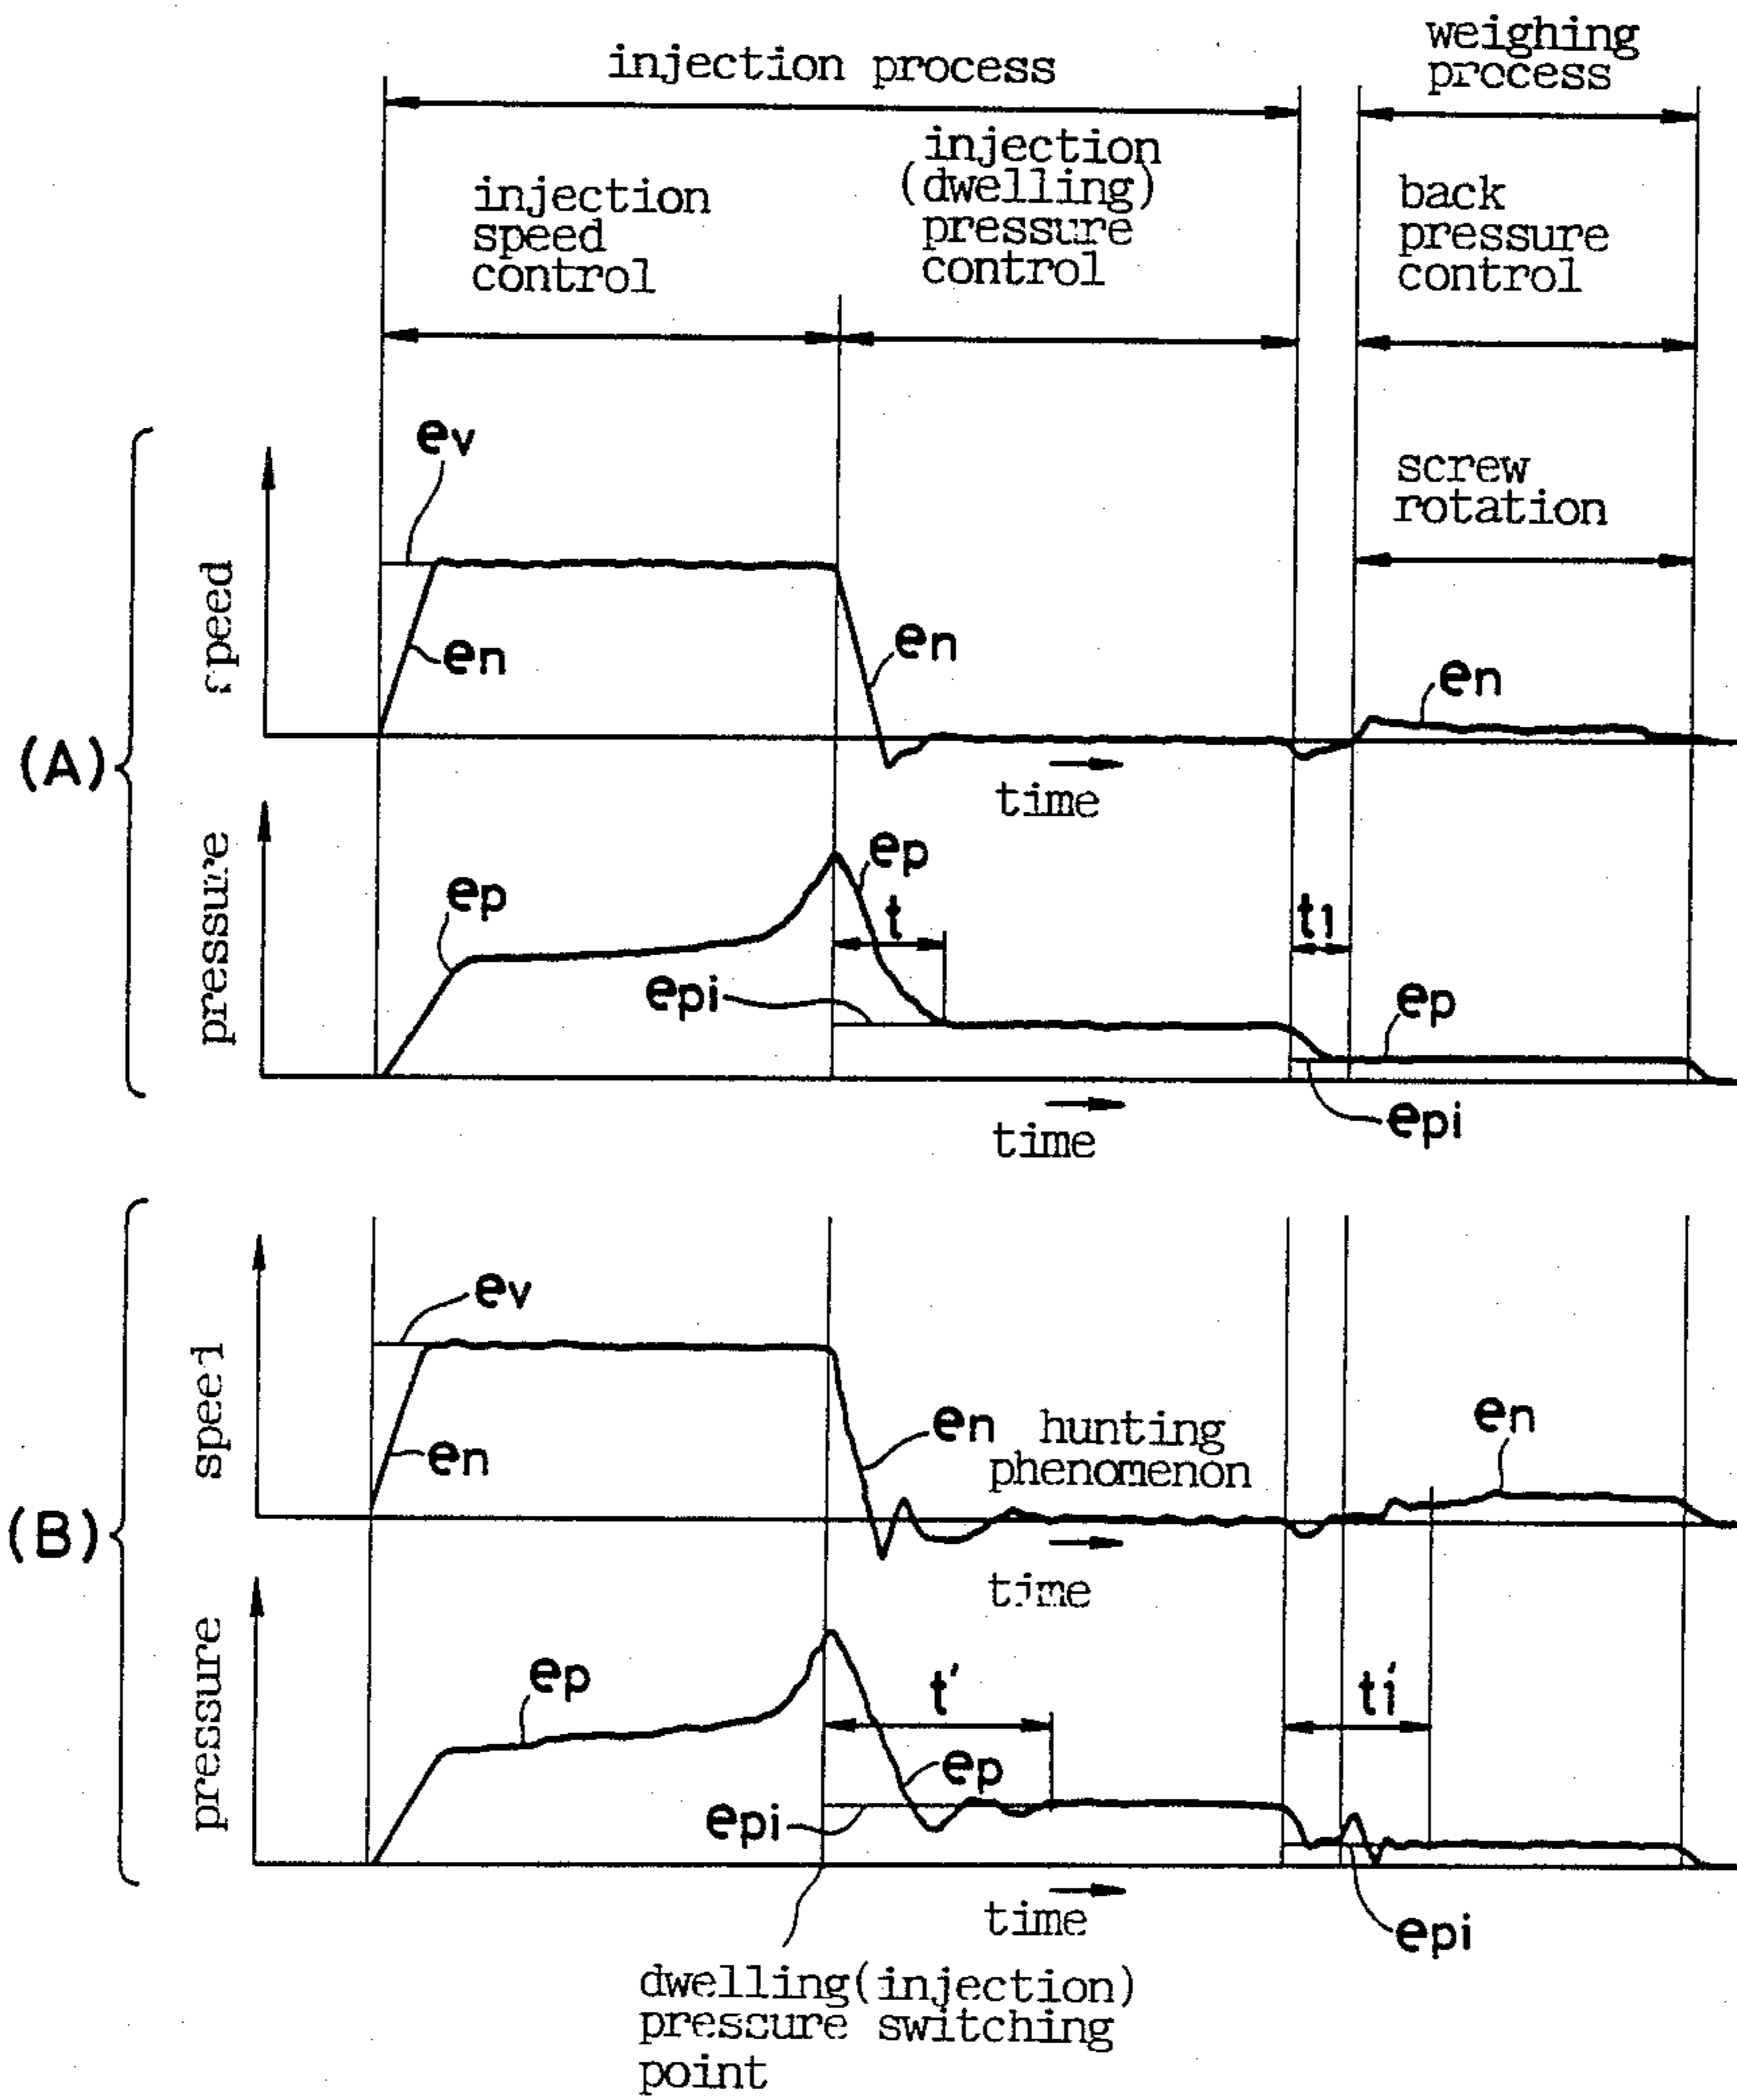 injection process
weighing
process
injection
speed
control
injection
(dwelling)
pressure
control
back
pressure
control
screw
rotation
(A)
speed
ev
en
en
en
time
pressure
ep
ep
t
epi
t1
ep
epi
time
(B)
speed
ev
en
en
hunting
phenomenon
en
time
pressure
ep
t'
ep
epi
t1'
epi
time
dwelling(injection)
pressure switching
point